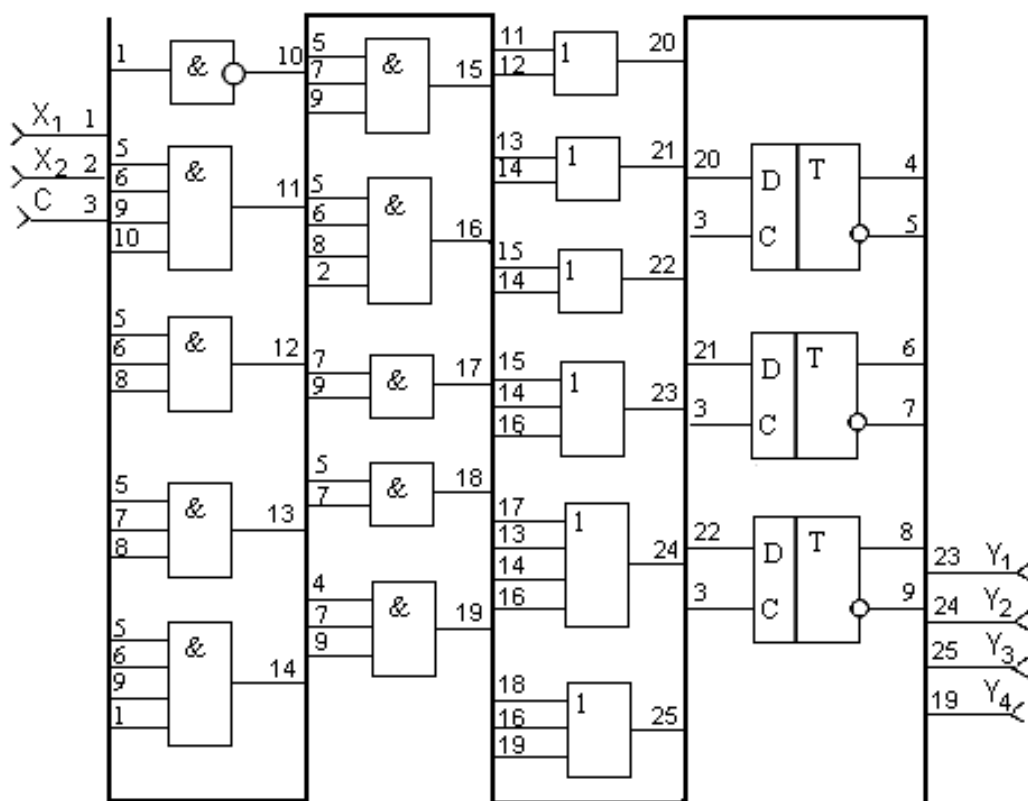 X1 1
X2 2
C 3
1 & 10
5 6 9 10 & 11
5 6 8 & 12
5 7 8 & 13
5 6 9 1 & 14
5 7 9 & 15
5 6 8 2 & 16
7 9 & 17
5 7 & 18
4 7 9 & 19
11 12 1 20
13 14 1 21
15 14 1 22
15 14 16 1 23
17 13 14 16 1 24
18 16 19 1 25
20 D T 4
3 C 5
21 D T 6
3 C 7
22 D T 8
3 C 9
23 Y1
24 Y2
25 Y3
19 Y4